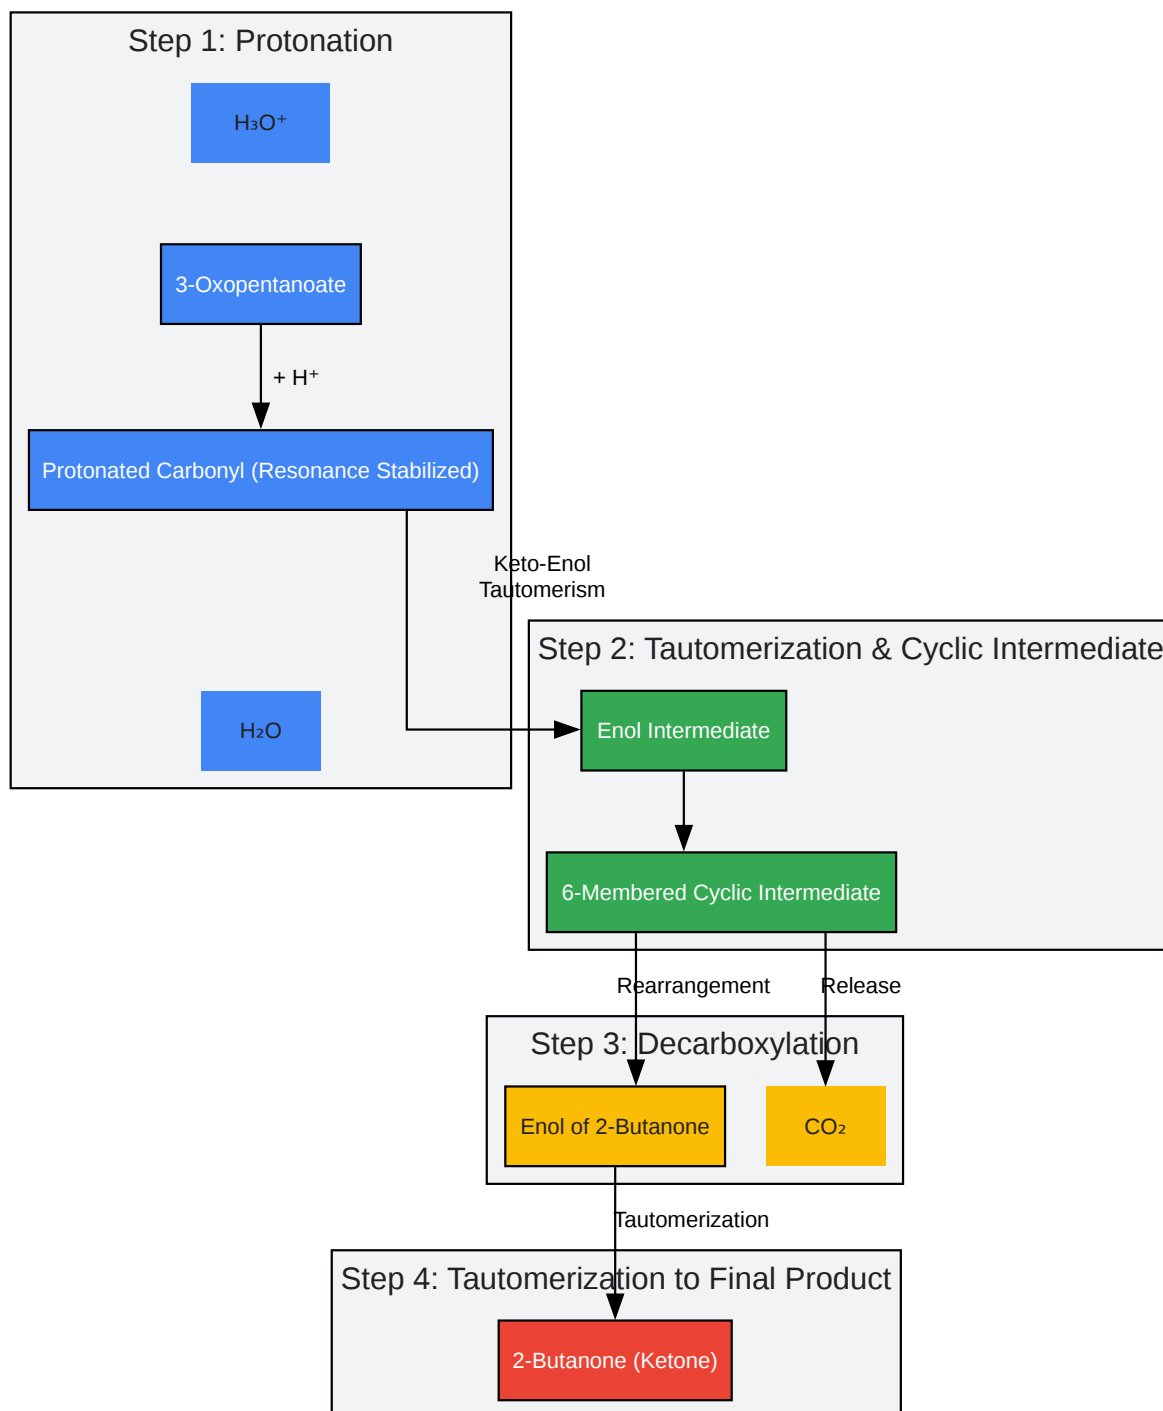 Step 1: Protonation
H₃O⁺
3-Oxopentanoate
+ H⁺
Protonated Carbonyl (Resonance Stabilized)
Keto-Enol
Tautomerism
Step 2: Tautomerization & Cyclic Intermediate
H₂O
Enol Intermediate
6-Membered Cyclic Intermediate
Rearrangement
Release
Step 3: Decarboxylation
Enol of 2-Butanone
CO₂
Tautomerization
Step 4: Tautomerization to Final Product
2-Butanone (Ketone)